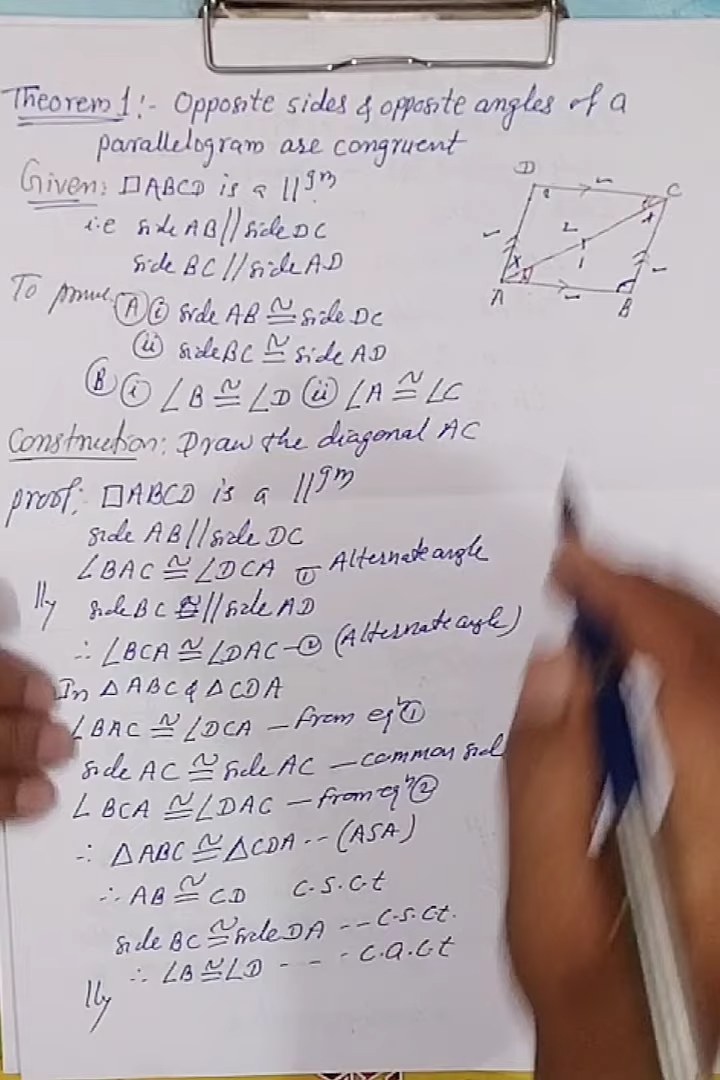 Theorem 1:- Opposite sides & opposite angles of a
parallelogram are congruent
Given: □ABCD is a ||gm
i.e side AB // side DC
side BC // side AD
To prove: (A) (i) side AB ≅ side DC
(ii) side BC ≅ side AD
(B) (i) ∠B ≅ ∠D (ii) ∠A ≅ ∠C
Construction: Draw the diagonal AC
proof: □ABCD is a ||gm
side AB // side DC
∠BAC ≅ ∠DCA — ① Alternate angle
lly side BC // side AD
∴ ∠BCA ≅ ∠DAC — ② (Alternate angle)
In △ABC & △CDA
∠BAC ≅ ∠DCA — from eqn ①
side AC ≅ side AC — common side
∠BCA ≅ ∠DAC — from eqn ②
∴ △ABC ≅ △CDA -- (ASA)
∴ AB ≅ CD C.S.C.t
side BC ≅ side DA -- C.S.C.t.
∴ ∠B ≅ ∠D - - - C.a.C.t
lly
D
C
A
B